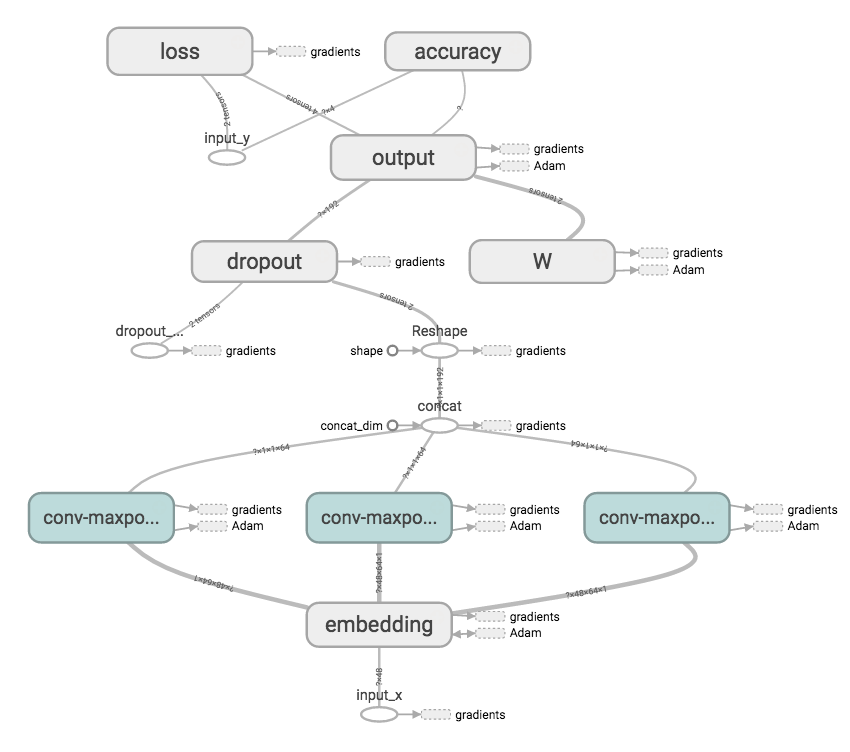 loss
gradients
accuracy
2 tensors
4 tensors
?×4
?
input_y
output
gradients
Adam
?×192
2 tensors
dropout
gradients
W
gradients
Adam
2 tensors
2 tensors
dropout_...
gradients
Reshape
shape
gradients
?×1×1×192
concat
concat_dim
gradients
?×1×1×64
?×1×1×64
?×1×1×64
conv-maxpo...
gradients
Adam
conv-maxpo...
gradients
Adam
conv-maxpo...
gradients
Adam
?×48×64×1
?×48×64×1
?×48×64×1
embedding
gradients
Adam
?×48
input_x
gradients